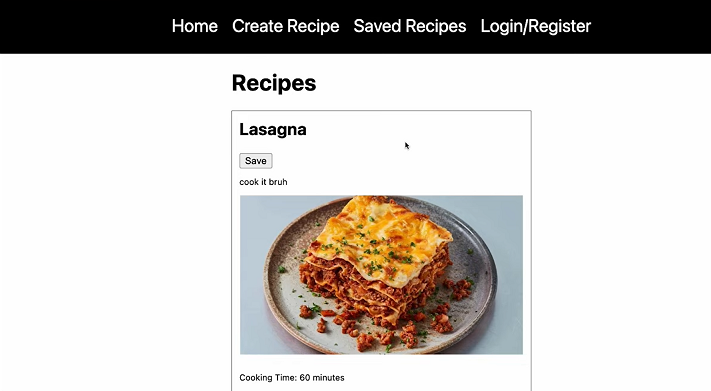 Home Create Recipe Saved Recipes Login/Register
Recipes
Lasagna
Save
cook it bruh
Cooking Time: 60 minutes